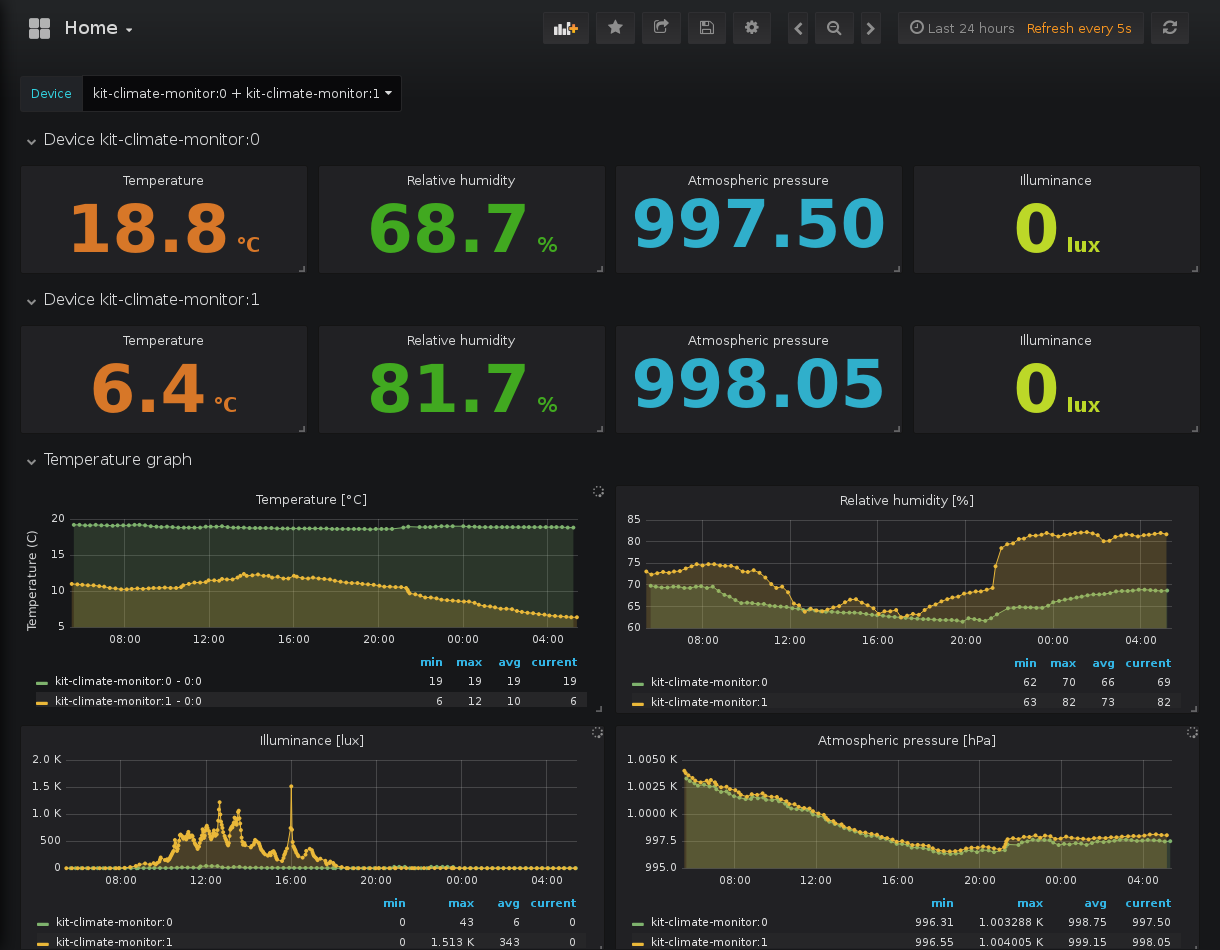 Home
Last 24 hours Refresh every 5s
Device kit-climate-monitor:0 + kit-climate-monitor:1
Device kit-climate-monitor:0
Temperature Relative humidity Atmospheric pressure Illuminance
18.8 °C 68.7 % 997.50 0 lux
Device kit-climate-monitor:1
Temperature Relative humidity Atmospheric pressure Illuminance
6.4 °C 81.7 % 998.05 0 lux
Temperature graph
Temperature [°C]
Temperature (C)
20
15
10
5
08:00 12:00 16:00 20:00 00:00 04:00
min max avg current
kit-climate-monitor:0 - 0:0 19 19 19 19
kit-climate-monitor:1 - 0:0 6 12 10 6
Relative humidity [%]
85
80
75
70
65
60
08:00 12:00 16:00 20:00 00:00 04:00
min max avg current
kit-climate-monitor:0 62 70 66 69
kit-climate-monitor:1 63 82 73 82
Illuminance [lux]
2.0 K
1.5 K
1.0 K
500
0
08:00 12:00 16:00 20:00 00:00 04:00
min max avg current
kit-climate-monitor:0 0 43 6 0
kit-climate-monitor:1 0 1.513 K 343 0
Atmospheric pressure [hPa]
1.0050 K
1.0025 K
1.0000 K
997.5
995.0
08:00 12:00 16:00 20:00 00:00 04:00
min max avg current
kit-climate-monitor:0 996.31 1.003288 K 998.75 997.50
kit-climate-monitor:1 996.55 1.004005 K 999.15 998.05